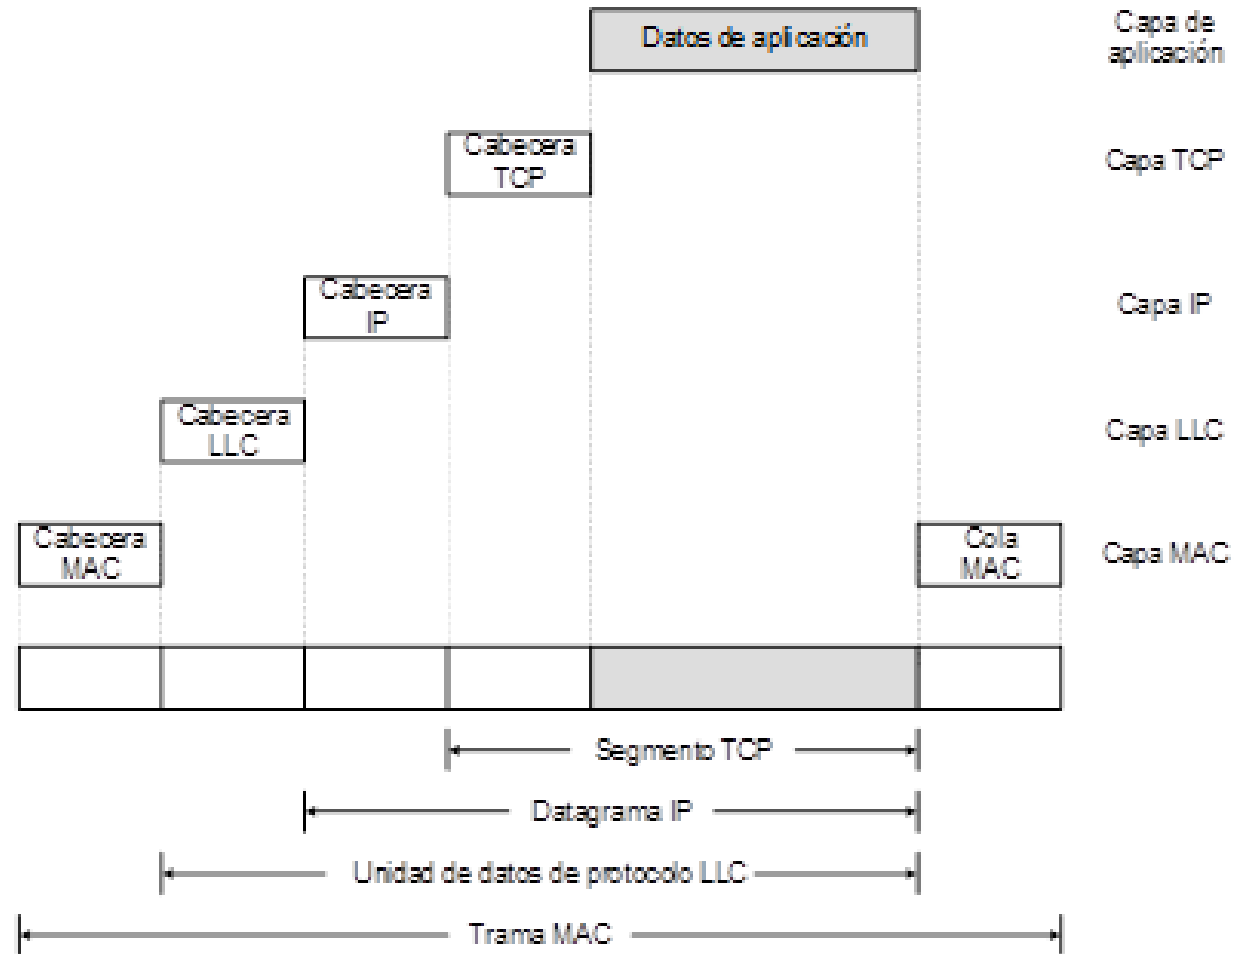 Datos de aplicación
Capa de
aplicación
Cabecera
TCP
Capa TCP
Cabecera
IP
Capa IP
Cabecera
LLC
Capa LLC
Cabecera
MAC
Cola
MAC
Capa MAC
Segmento TCP
Datagrama IP
Unidad de datos de protocolo LLC
Trama MAC